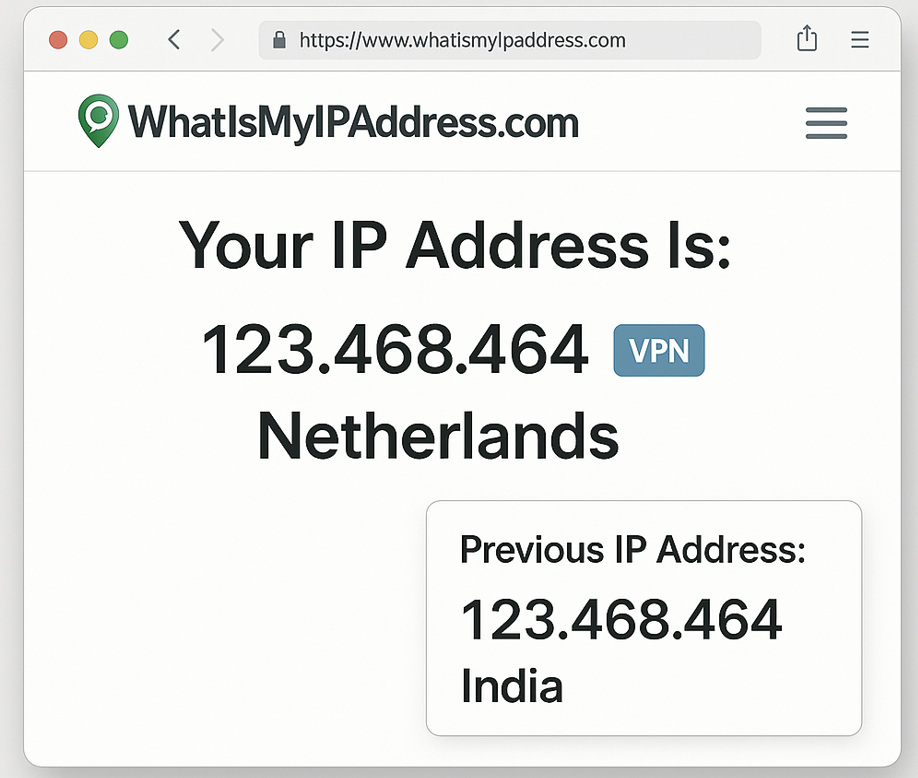 https://www.whatismyIpaddress.com
WhatIsMyIPAddress.com
Your IP Address Is:
123.468.464 VPN
Netherlands
Previous IP Address:
123.468.464
India